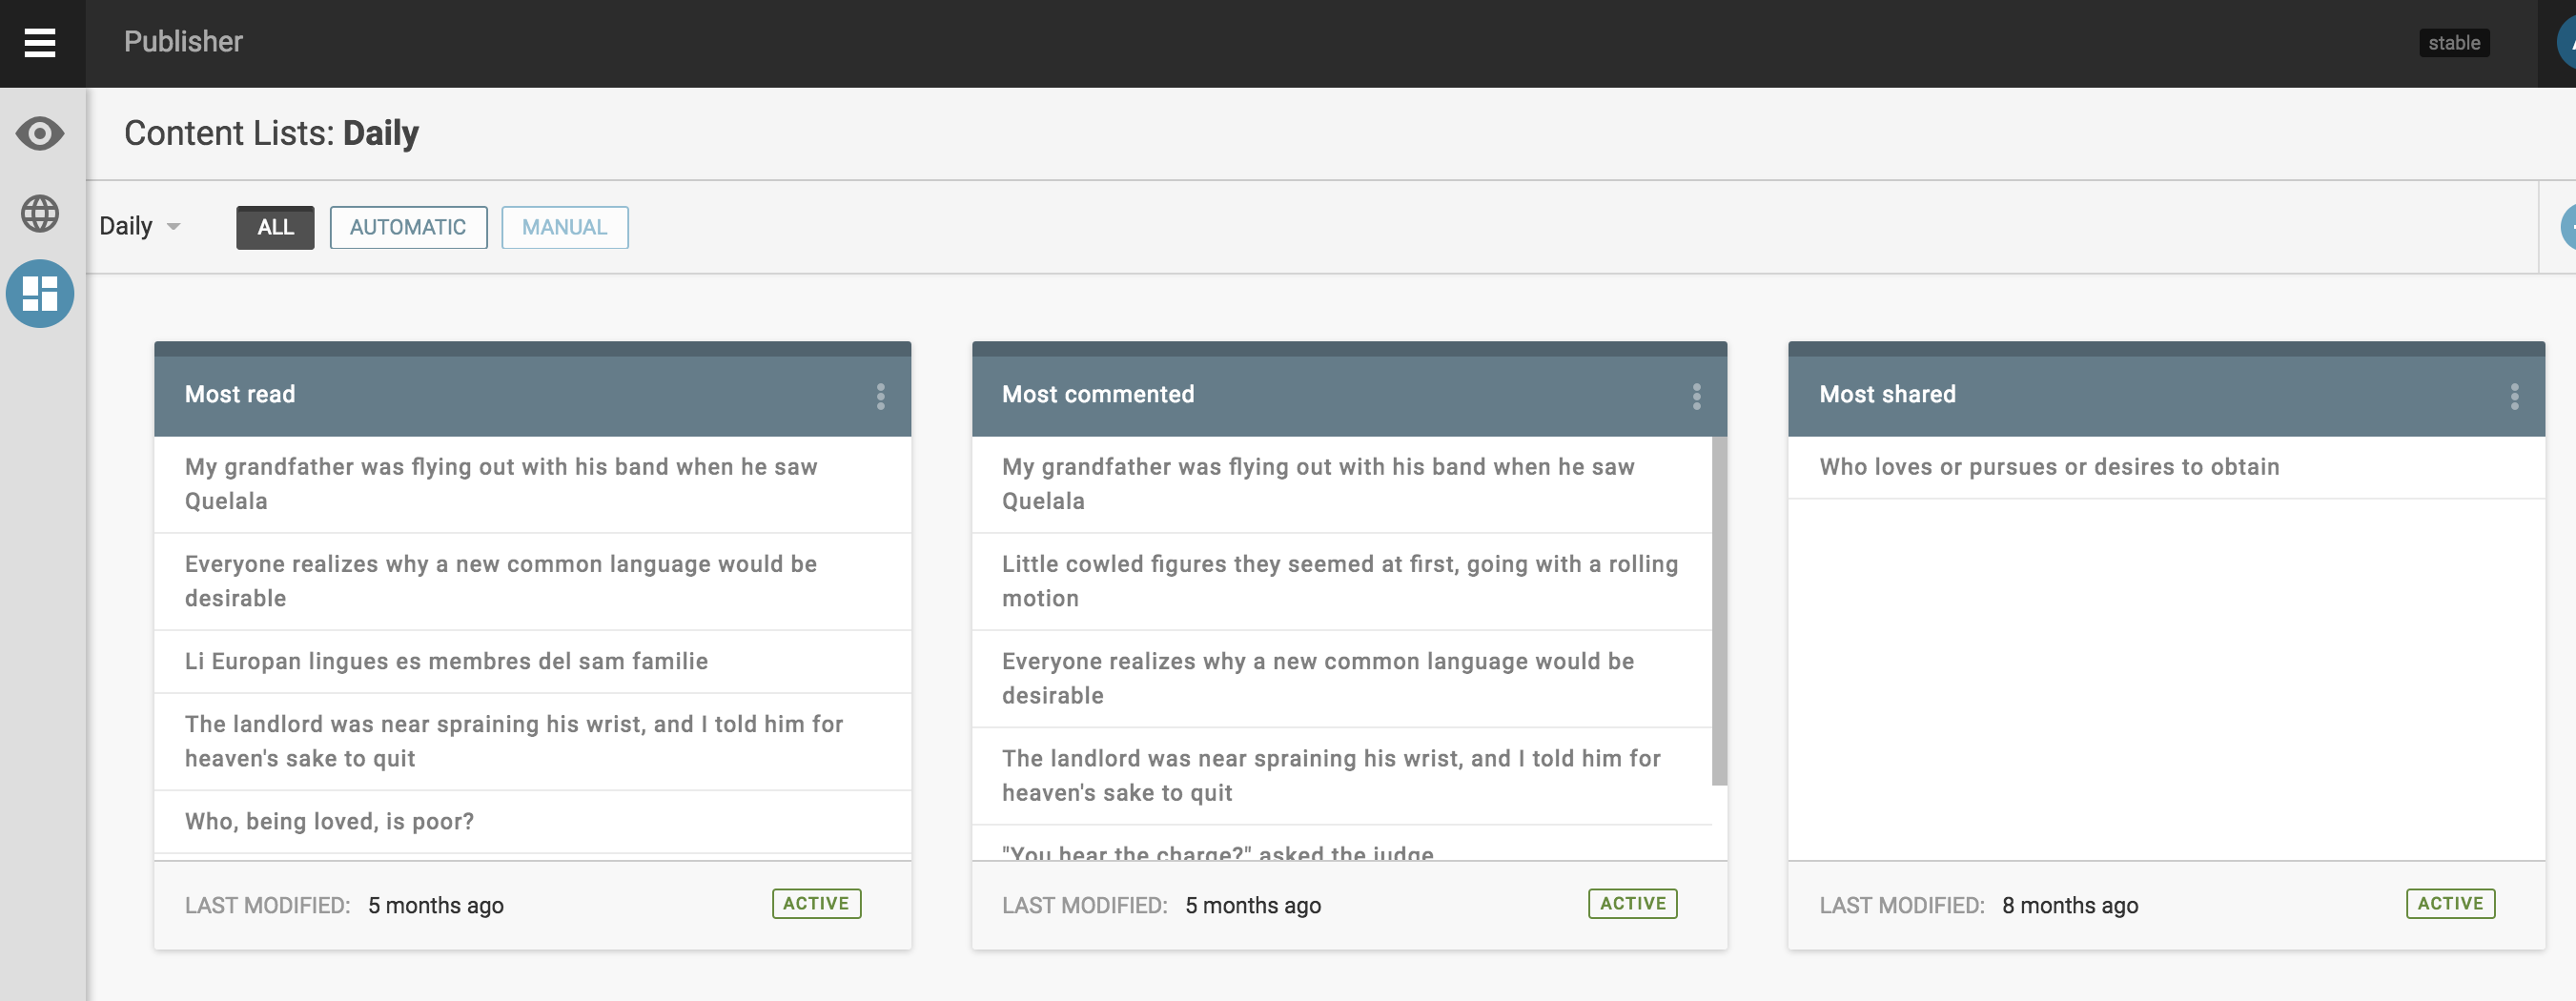 Publisher
stable
Content Lists: Daily
Daily
ALL
AUTOMATIC
MANUAL
Most read
My grandfather was flying out with his band when he saw
Quelala
Everyone realizes why a new common language would be
desirable
Li Europan lingues es membres del sam familie
The landlord was near spraining his wrist, and I told him for
heaven's sake to quit
Who, being loved, is poor?
LAST MODIFIED: 5 months ago
ACTIVE
Most commented
My grandfather was flying out with his band when he saw
Quelala
Little cowled figures they seemed at first, going with a rolling
motion
Everyone realizes why a new common language would be
desirable
The landlord was near spraining his wrist, and I told him for
heaven's sake to quit
"You hear the charge?" asked the judge
LAST MODIFIED: 5 months ago
ACTIVE
Most shared
Who loves or pursues or desires to obtain
LAST MODIFIED: 8 months ago
ACTIVE